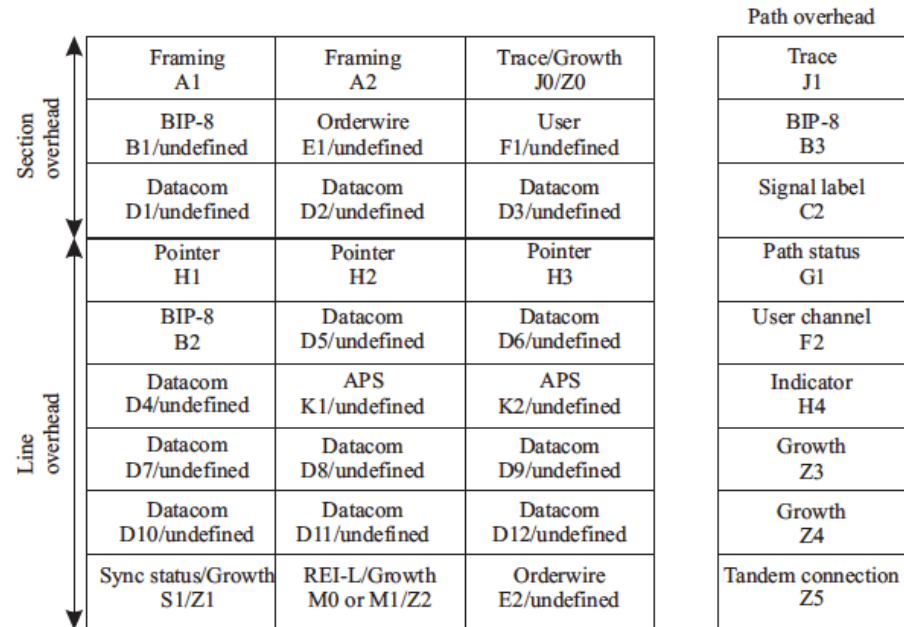 Path overhead
Section
overhead
Framing
A1
Framing
A2
Trace/Growth
J0/Z0
Trace
J1
BIP-8
B1/undefined
Orderwire
E1/undefined
User
F1/undefined
BIP-8
B3
Datacom
D1/undefined
Datacom
D2/undefined
Datacom
D3/undefined
Signal label
C2
Line
overhead
Pointer
H1
Pointer
H2
Pointer
H3
Path status
G1
BIP-8
B2
Datacom
D5/undefined
Datacom
D6/undefined
User channel
F2
Datacom
D4/undefined
APS
K1/undefined
APS
K2/undefined
Indicator
H4
Datacom
D7/undefined
Datacom
D8/undefined
Datacom
D9/undefined
Growth
Z3
Datacom
D10/undefined
Datacom
D11/undefined
Datacom
D12/undefined
Growth
Z4
Sync status/Growth
S1/Z1
REI-L/Growth
M0 or M1/Z2
Orderwire
E2/undefined
Tandem connection
Z5